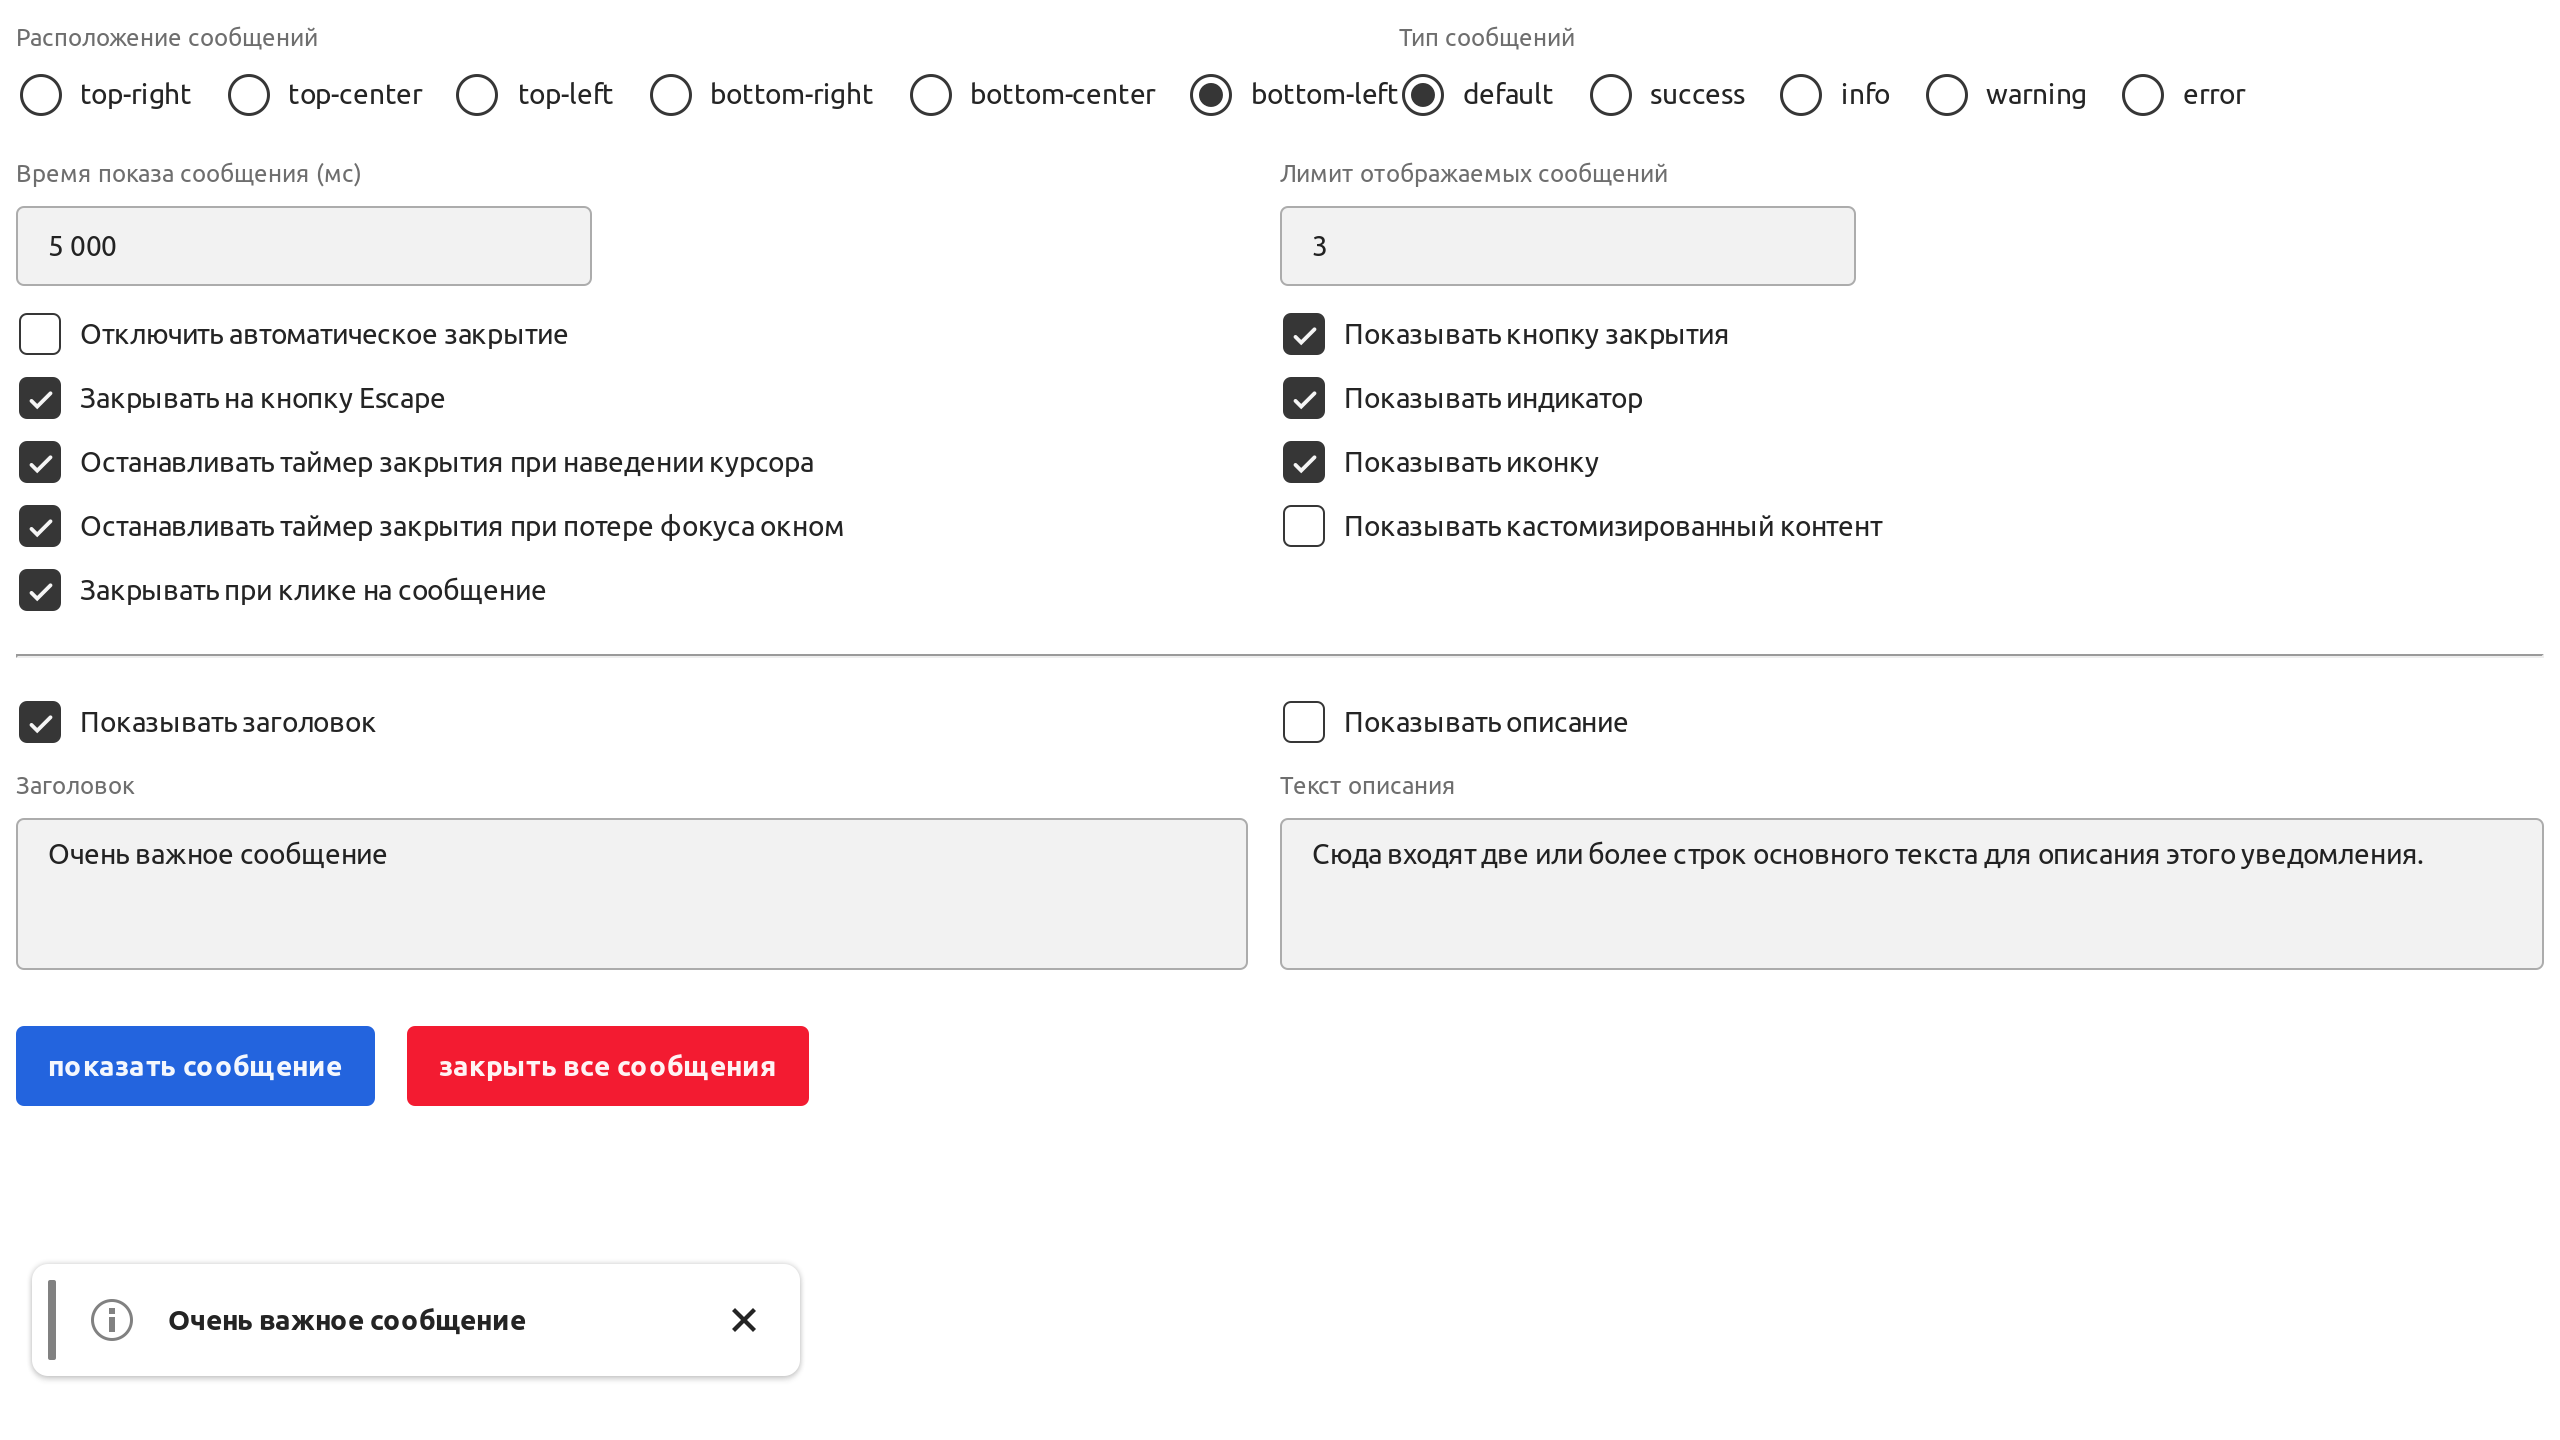 Расположение сообщений
top-right top-center top-left bottom-right bottom-center bottom-left
Тип сообщений
default success info warning error
Время показа сообщения (мс)
5 000
Лимит отображаемых сообщений
3
Отключить автоматическое закрытие
Закрывать на кнопку Escape
Останавливать таймер закрытия при наведении курсора
Останавливать таймер закрытия при потере фокуса окном
Закрывать при клике на сообщение
Показывать кнопку закрытия
Показывать индикатор
Показывать иконку
Показывать кастомизированный контент
Показывать заголовок
Показывать описание
Заголовок
Очень важное сообщение
Текст описания
Сюда входят две или более строк основного текста для описания этого уведомления.
показать сообщение
закрыть все сообщения
Очень важное сообщение